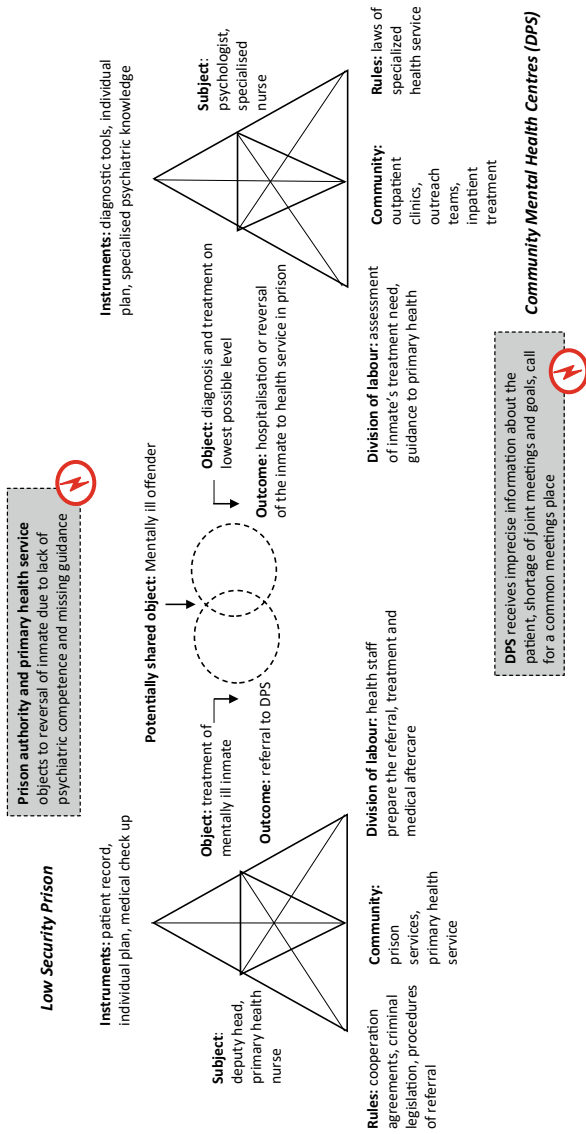 Low Security Prison
Prison authority and primary health service
objects to reversal of inmate due to lack of
psychiatric competence and missing guidance
Instruments: patient record,
individual plan, medical check up
Subject:
deputy head,
primary health
nurse
Rules: cooperation
agreements, criminal
legislation, procedures
of referral
Community:
prison
services,
primary health
service
Division of labour: health staff
prepare the referral, treatment and
medical aftercare
Object: treatment of
mentally ill inmate
Outcome: referral to DPS
Potentially shared object: Mentally ill offender
Object: diagnosis and treatment on
lowest possible level
Outcome: hospitalisation or reversal
of the inmate to health service in prison
Instruments: diagnostic tools, individual
plan, specialised psychiatric knowledge
Subject:
psychologist,
specialised
nurse
Division of labour: assessment
of inmate’s treatment need,
guidance to primary health
Community:
outpatient
clinics,
outreach
teams,
inpatient
treatment
Rules: laws of
specialized
health service
DPS receives imprecise information about the
patient, shortage of joint meetings and goals, call
for a common meetings place
Community Mental Health Centres (DPS)